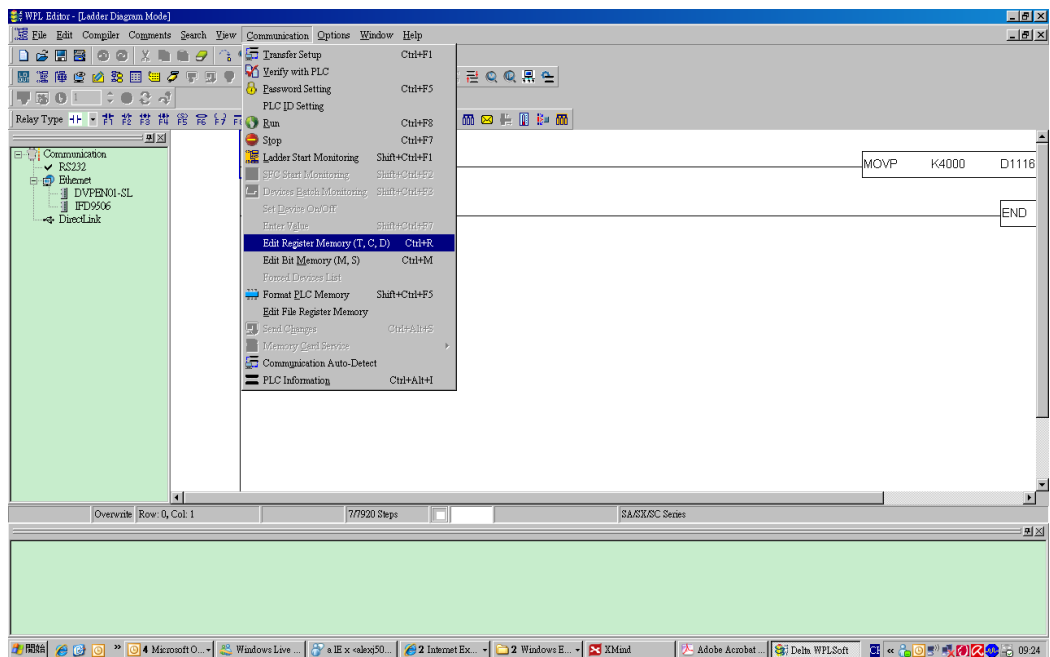 WPL Editor - [Ladder Diagram Mode]
File Edit Compiler Comments Search View Communication Options Window Help
Relay Type
Transfer Setup Ctrl+F1
Verify with PLC
Password Setting Ctrl+F5
PLC ID Setting
Run Ctrl+F8
Stop Ctrl+F7
Ladder Start Monitoring Shift+Ctrl+F1
SFC Start Monitoring Shift+Ctrl+F2
Devices Batch Monitoring Shift+Ctrl+F3
Set Device On/Off
Enter Value Shift+Ctrl+F7
Edit Register Memory (T, C, D) Ctrl+R
Edit Bit Memory (M, S) Ctrl+M
Forced Devices List
Format PLC Memory Shift+Ctrl+F5
Edit File Register Memory
Send Changes Ctrl+Alt+S
Memory Card Service
Communication Auto-Detect
PLC Information Ctrl+Alt+I
Communication
RS232
Ethernet
DVPEN01-SL
IFD9506
DirectLink
MOVP K4000 D1116
END
Overwrite Row: 0, Col: 1 7/7920 Steps SA/SX/SC Series
開始 4 Microsoft O... Windows Live ... a IE x <alexj50... 2 Internet Ex... 2 Windows E... XMind Adobe Acrobat ... Delta WPLSoft 09:24